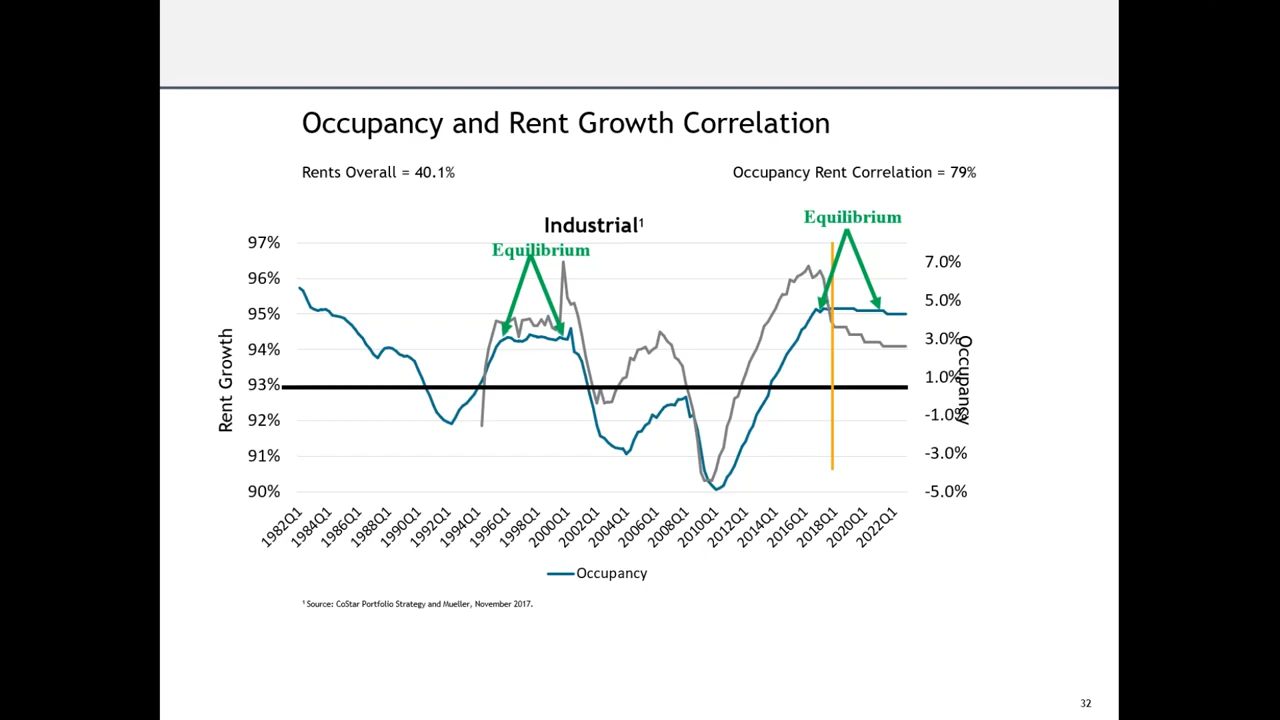 Occupancy and Rent Growth Correlation
Rents Overall = 40.1%
Occupancy Rent Correlation = 79%
Industrial¹
Equilibrium
Equilibrium
97%
96%
95%
94%
93%
92%
91%
90%
Rent Growth
7.0%
5.0%
3.0%
1.0%
-1.0%
-3.0%
-5.0%
Occupancy
1982Q1
1984Q1
1986Q1
1988Q1
1990Q1
1992Q1
1994Q1
1996Q1
1998Q1
2000Q1
2002Q1
2004Q1
2006Q1
2008Q1
2010Q1
2012Q1
2014Q1
2016Q1
2018Q1
2020Q1
2022Q1
Occupancy
¹ Source: CoStar Portfolio Strategy and Mueller, November 2017.
32